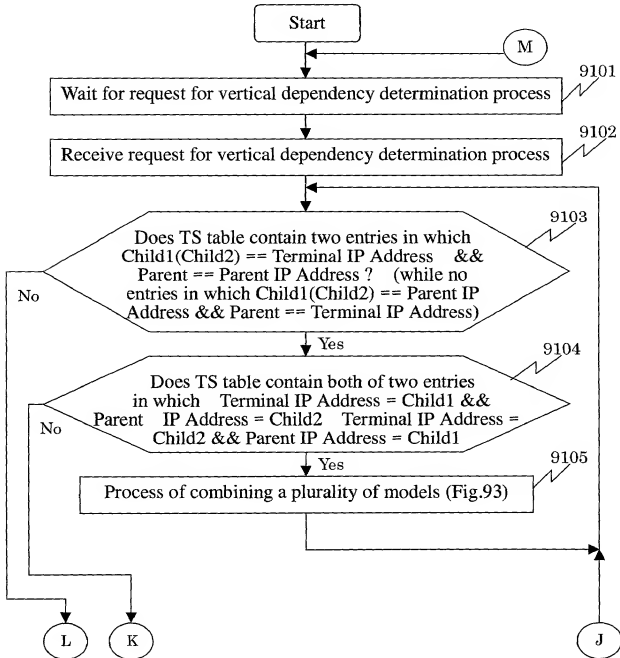 Start
M
9101
Wait for request for vertical dependency determination process
9102
Receive request for vertical dependency determination process
9103
Does TS table contain two entries in which
Child1(Child2) == Terminal IP Address &&
Parent == Parent IP Address ? (while no
entries in which Child1(Child2) == Parent IP
Address && Parent == Terminal IP Address)
No
Yes
9104
Does TS table contain both of two entries
in which Terminal IP Address = Child1 &&
Parent IP Address = Child2 Terminal IP Address =
Child2 && Parent IP Address = Child1
No
Yes
9105
Process of combining a plurality of models (Fig.93)
L
K
J